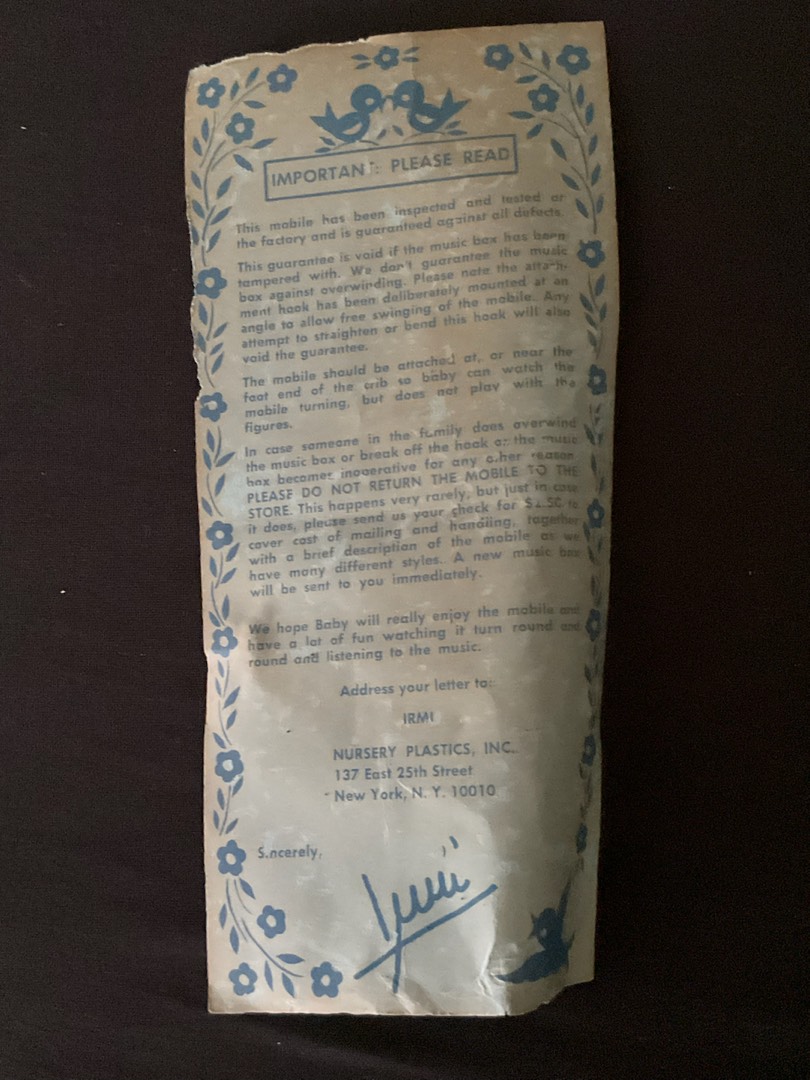 IMPORTANT: PLEASE READ
This mobile has been inspected and tested at
the factory and is guaranteed against all defects.
This guarantee is void if the music box has been
tampered with. We don't guarantee the music
box against overwinding. Please note the attach-
ment hook has been deliberately mounted at an
angle to allow free swinging of the mobile. Any
attempt to straighten or bend this hook will also
void the guarantee.
The mobile should be attached at, or near the
foot end of the crib so baby can watch the
mobile turning, but does not play with the
figures.
In case someone in the family does overwind
the music box or break off the hook or the music
box becomes inoperative for any other reason
PLEASE DO NOT RETURN THE MOBILE TO THE
STORE. This happens very rarely, but just in case
it does, please send us your check for to
cover cost of mailing and handling, together
with a brief description of the mobile as we
have many different styles. A new music box
will be sent to you immediately.
We hope Baby will really enjoy the mobile and
have a lot of fun watching it turn round and
round and listening to the music.
Address your letter to:
IRMI
NURSERY PLASTICS, INC.
137 East 25th Street
New York, N. Y. 10010
Sincerely,
Irmi